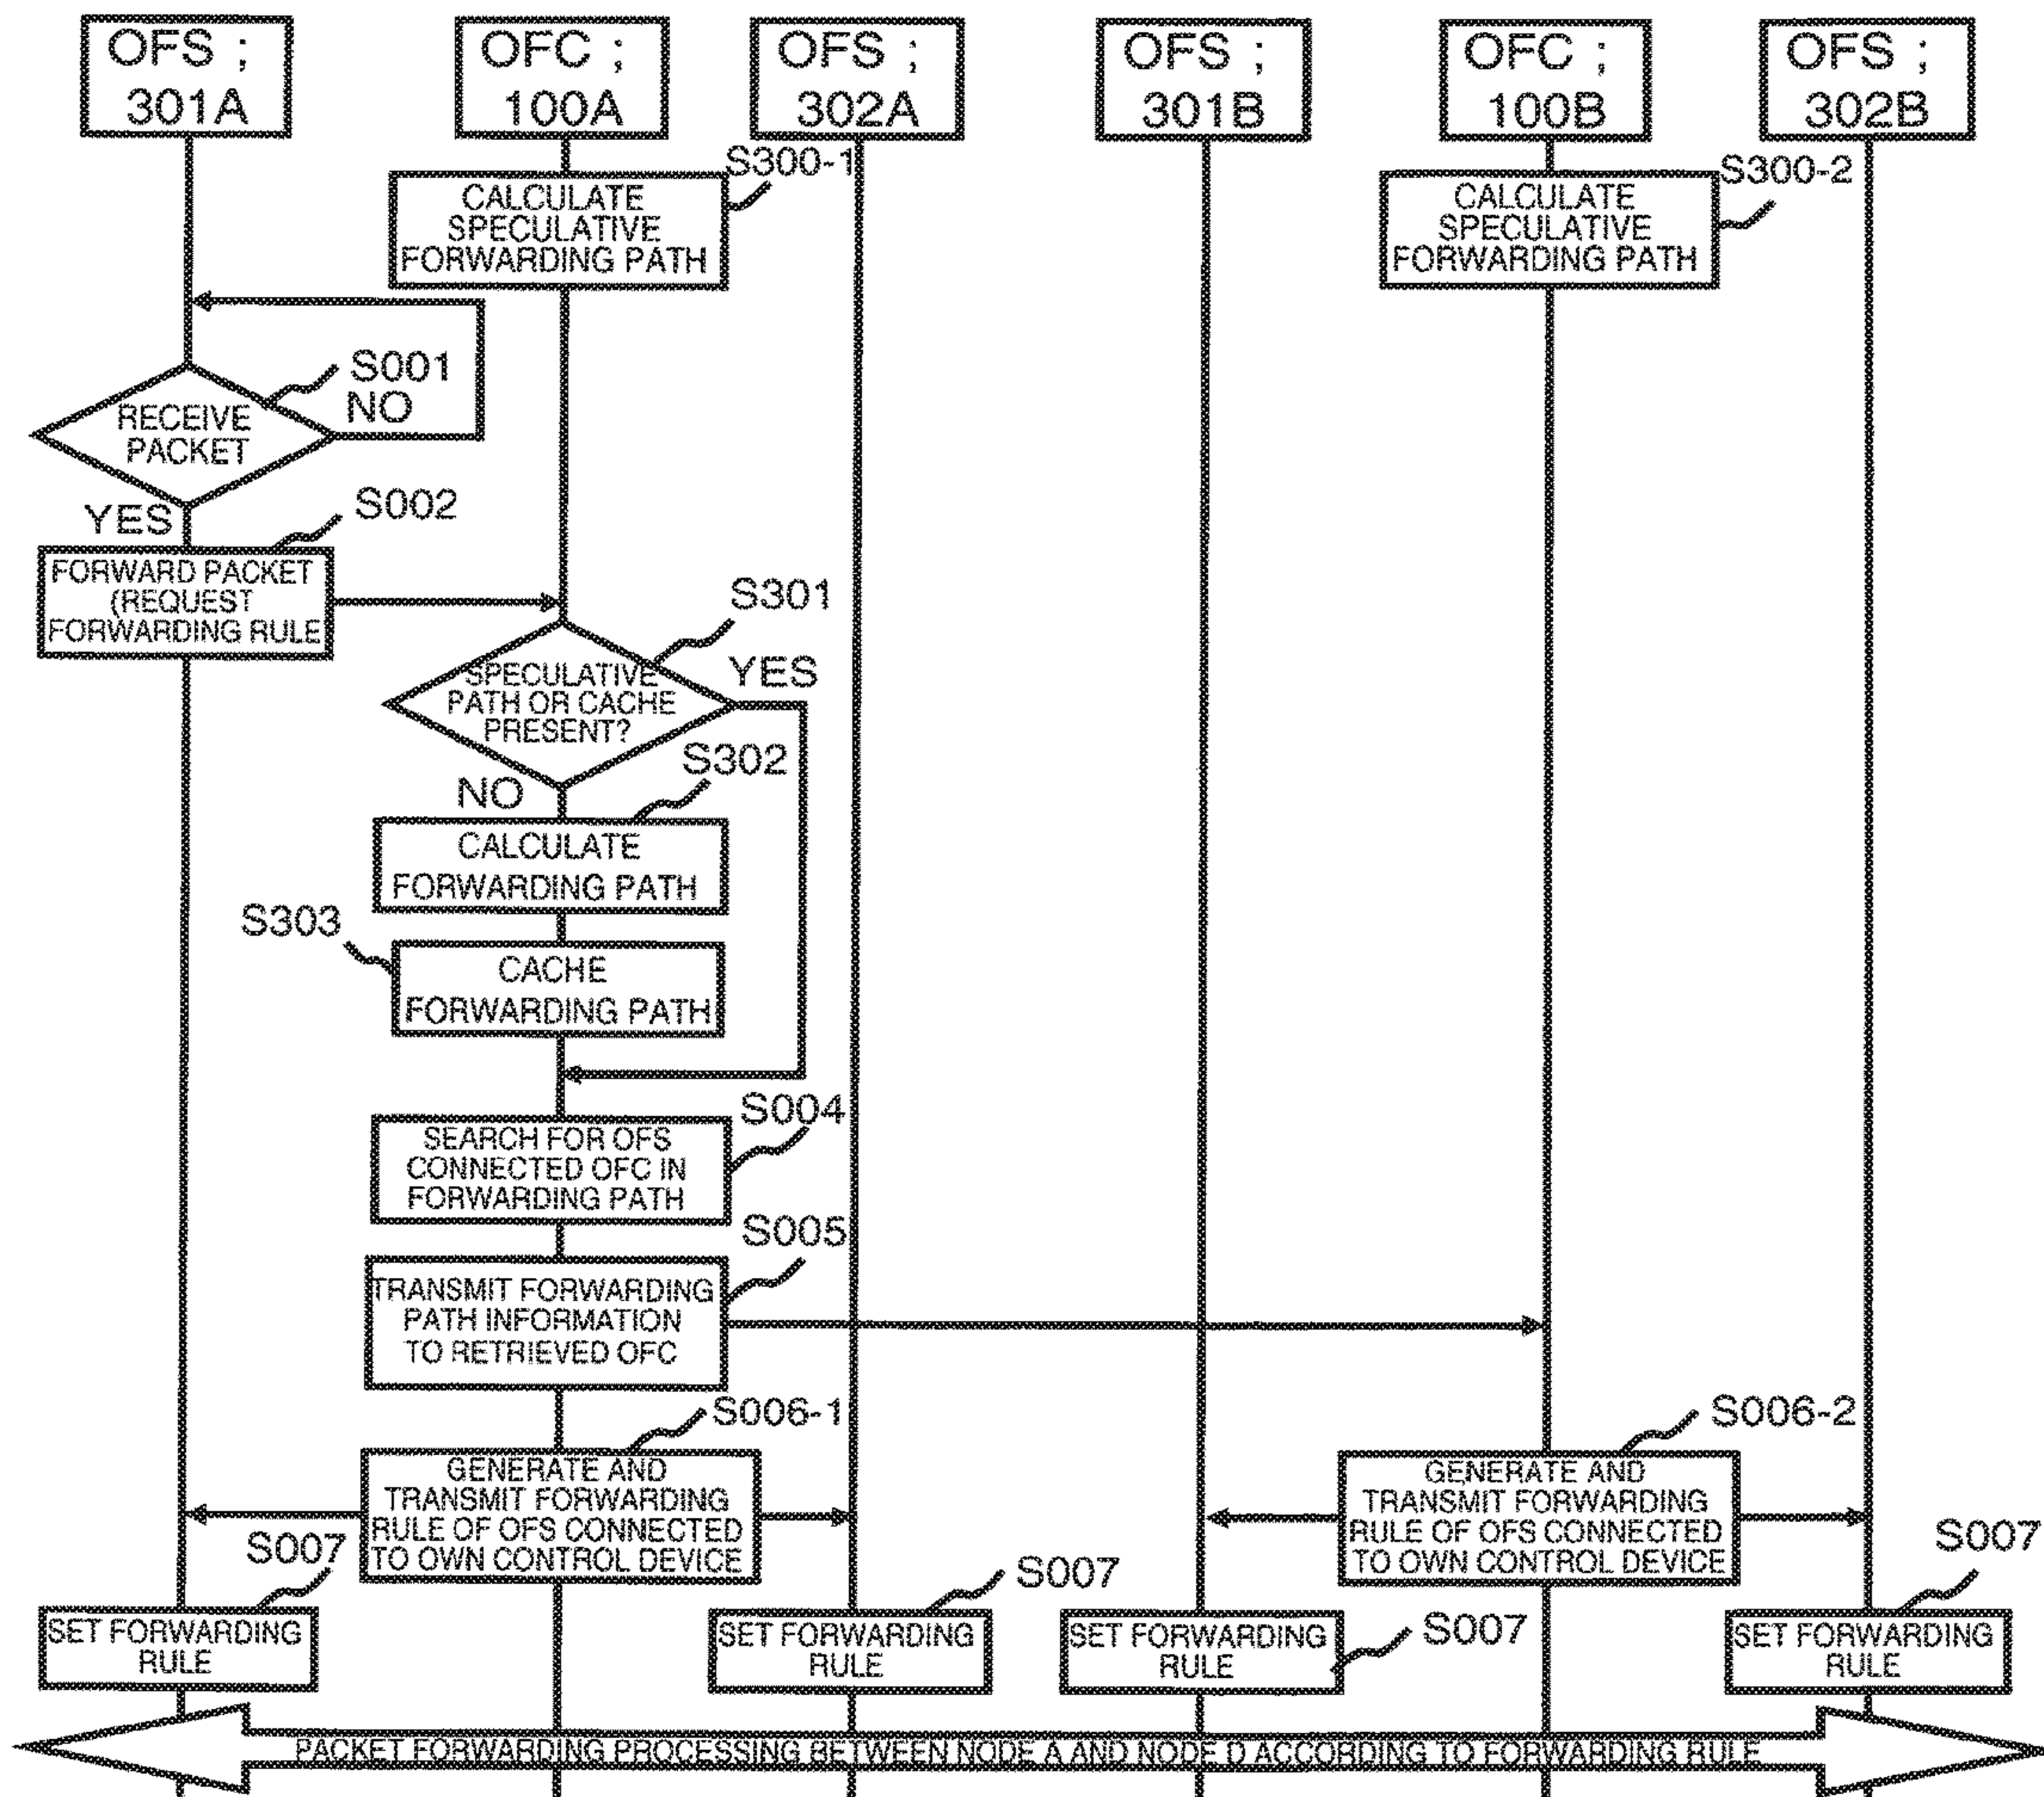 OFS ;
301A
OFC ;
100A
OFS ;
302A
OFS ;
301B
OFC ;
100B
OFS ;
302B
S300-1
CALCULATE
SPECULATIVE
FORWARDING PATH
S300-2
CALCULATE
SPECULATIVE
FORWARDING PATH
S001
NO
RECEIVE
PACKET
YES
S002
FORWARD PACKET
(REQUEST
FORWARDING RULE
S301
SPECULATIVE
PATH OR CACHE
PRESENT?
YES
NO
S302
CALCULATE
FORWARDING PATH
S303
CACHE
FORWARDING PATH
S004
SEARCH FOR OFS
CONNECTED OFC IN
FORWARDING PATH
S005
TRANSMIT FORWARDING
PATH INFORMATION
TO RETRIEVED OFC
S006-1
GENERATE AND
TRANSMIT FORWARDING
RULE OF OFS CONNECTED
TO OWN CONTROL DEVICE
S006-2
GENERATE AND
TRANSMIT FORWARDING
RULE OF OFS CONNECTED
TO OWN CONTROL DEVICE
S007
SET FORWARDING
RULE
S007
SET FORWARDING
RULE
S007
SET FORWARDING
RULE
S007
SET FORWARDING
RULE
PACKET FORWARDING PROCESSING BETWEEN NODE A AND NODE D ACCORDING TO FORWARDING RULE